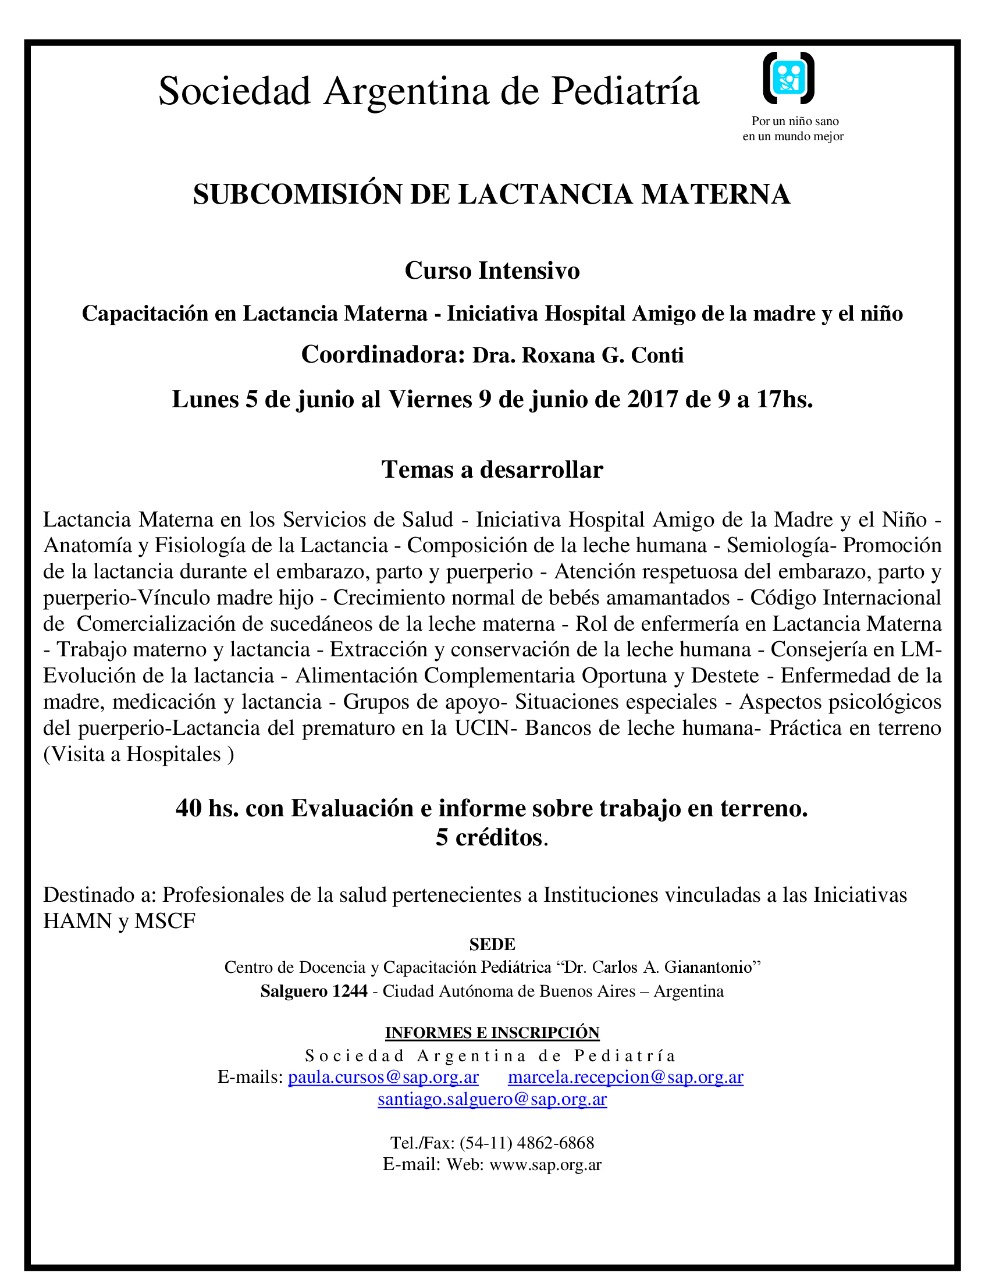 Sociedad Argentina de Pediatría
Por un niño sano
en un mundo mejor
SUBCOMISIÓN DE LACTANCIA MATERNA
Curso Intensivo
Capacitación en Lactancia Materna - Iniciativa Hospital Amigo de la madre y el niño
Coordinadora: Dra. Roxana G. Conti
Lunes 5 de junio al Viernes 9 de junio de 2017 de 9 a 17hs.
Temas a desarrollar
Lactancia Materna en los Servicios de Salud - Iniciativa Hospital Amigo de la Madre y el Niño -
Anatomía y Fisiología de la Lactancia - Composición de la leche humana - Semiología- Promoción
de la lactancia durante el embarazo, parto y puerperio - Atención respetuosa del embarazo, parto y
puerperio-Vínculo madre hijo - Crecimiento normal de bebés amamantados - Código Internacional
de Comercialización de sucedáneos de la leche materna - Rol de enfermería en Lactancia Materna
- Trabajo materno y lactancia - Extracción y conservación de la leche humana - Consejería en LM-
Evolución de la lactancia - Alimentación Complementaria Oportuna y Destete - Enfermedad de la
madre, medicación y lactancia - Grupos de apoyo- Situaciones especiales - Aspectos psicológicos
del puerperio-Lactancia del prematuro en la UCIN- Bancos de leche humana- Práctica en terreno
(Visita a Hospitales )
40 hs. con Evaluación e informe sobre trabajo en terreno.
5 créditos.
Destinado a: Profesionales de la salud pertenecientes a Instituciones vinculadas a las Iniciativas
HAMN y MSCF
SEDE
Centro de Docencia y Capacitación Pediátrica “Dr. Carlos A. Gianantonio”
Salguero 1244 - Ciudad Autónoma de Buenos Aires – Argentina
INFORMES E INSCRIPCIÓN
Sociedad Argentina de Pediatría
E-mails: paula.cursos@sap.org.ar marcela.recepcion@sap.org.ar
santiago.salguero@sap.org.ar
Tel./Fax: (54-11) 4862-6868
E-mail: Web: www.sap.org.ar